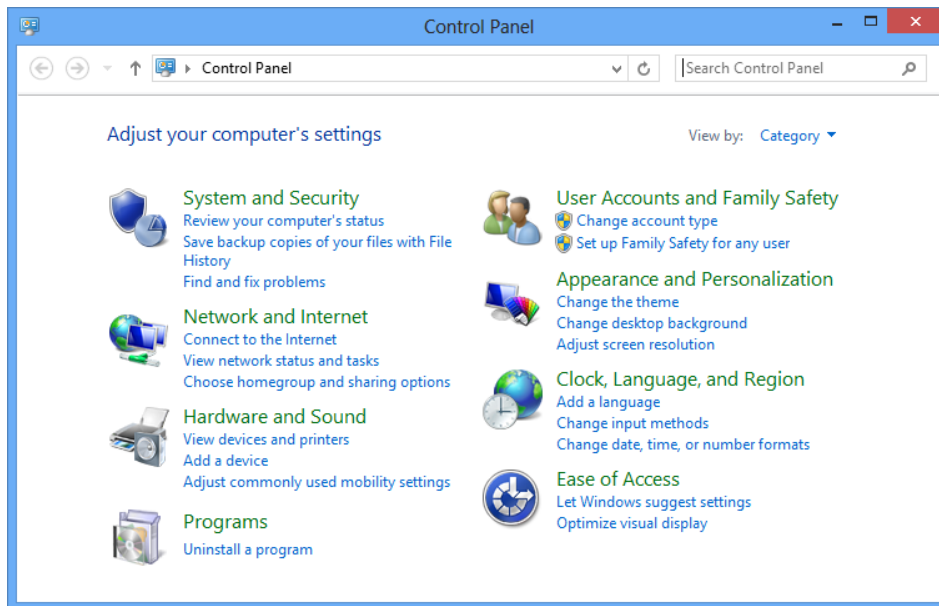 Control Panel
Control Panel
Search Control Panel
Adjust your computer's settings
View by: Category
System and Security
Review your computer's status
Save backup copies of your files with File
History
Find and fix problems
Network and Internet
Connect to the Internet
View network status and tasks
Choose homegroup and sharing options
Hardware and Sound
View devices and printers
Add a device
Adjust commonly used mobility settings
Programs
Uninstall a program
User Accounts and Family Safety
Change account type
Set up Family Safety for any user
Appearance and Personalization
Change the theme
Change desktop background
Adjust screen resolution
Clock, Language, and Region
Add a language
Change input methods
Change date, time, or number formats
Ease of Access
Let Windows suggest settings
Optimize visual display